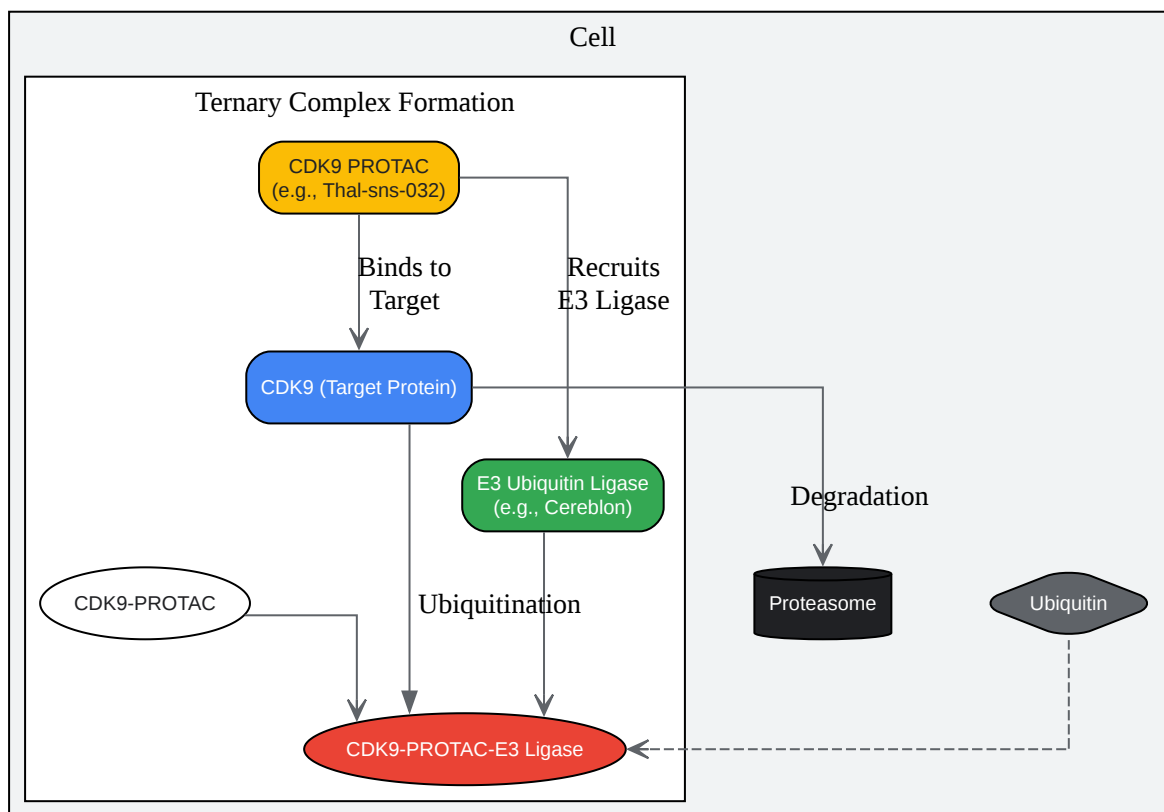 Cell
Ternary Complex Formation
CDK9 PROTAC
(e.g., Thal-sns-032)
Binds to
Target
Recruits
E3 Ligase
CDK9 (Target Protein)
E3 Ubiquitin Ligase
(e.g., Cereblon)
Degradation
CDK9-PROTAC
Ubiquitination
Proteasome
Ubiquitin
CDK9-PROTAC-E3 Ligase